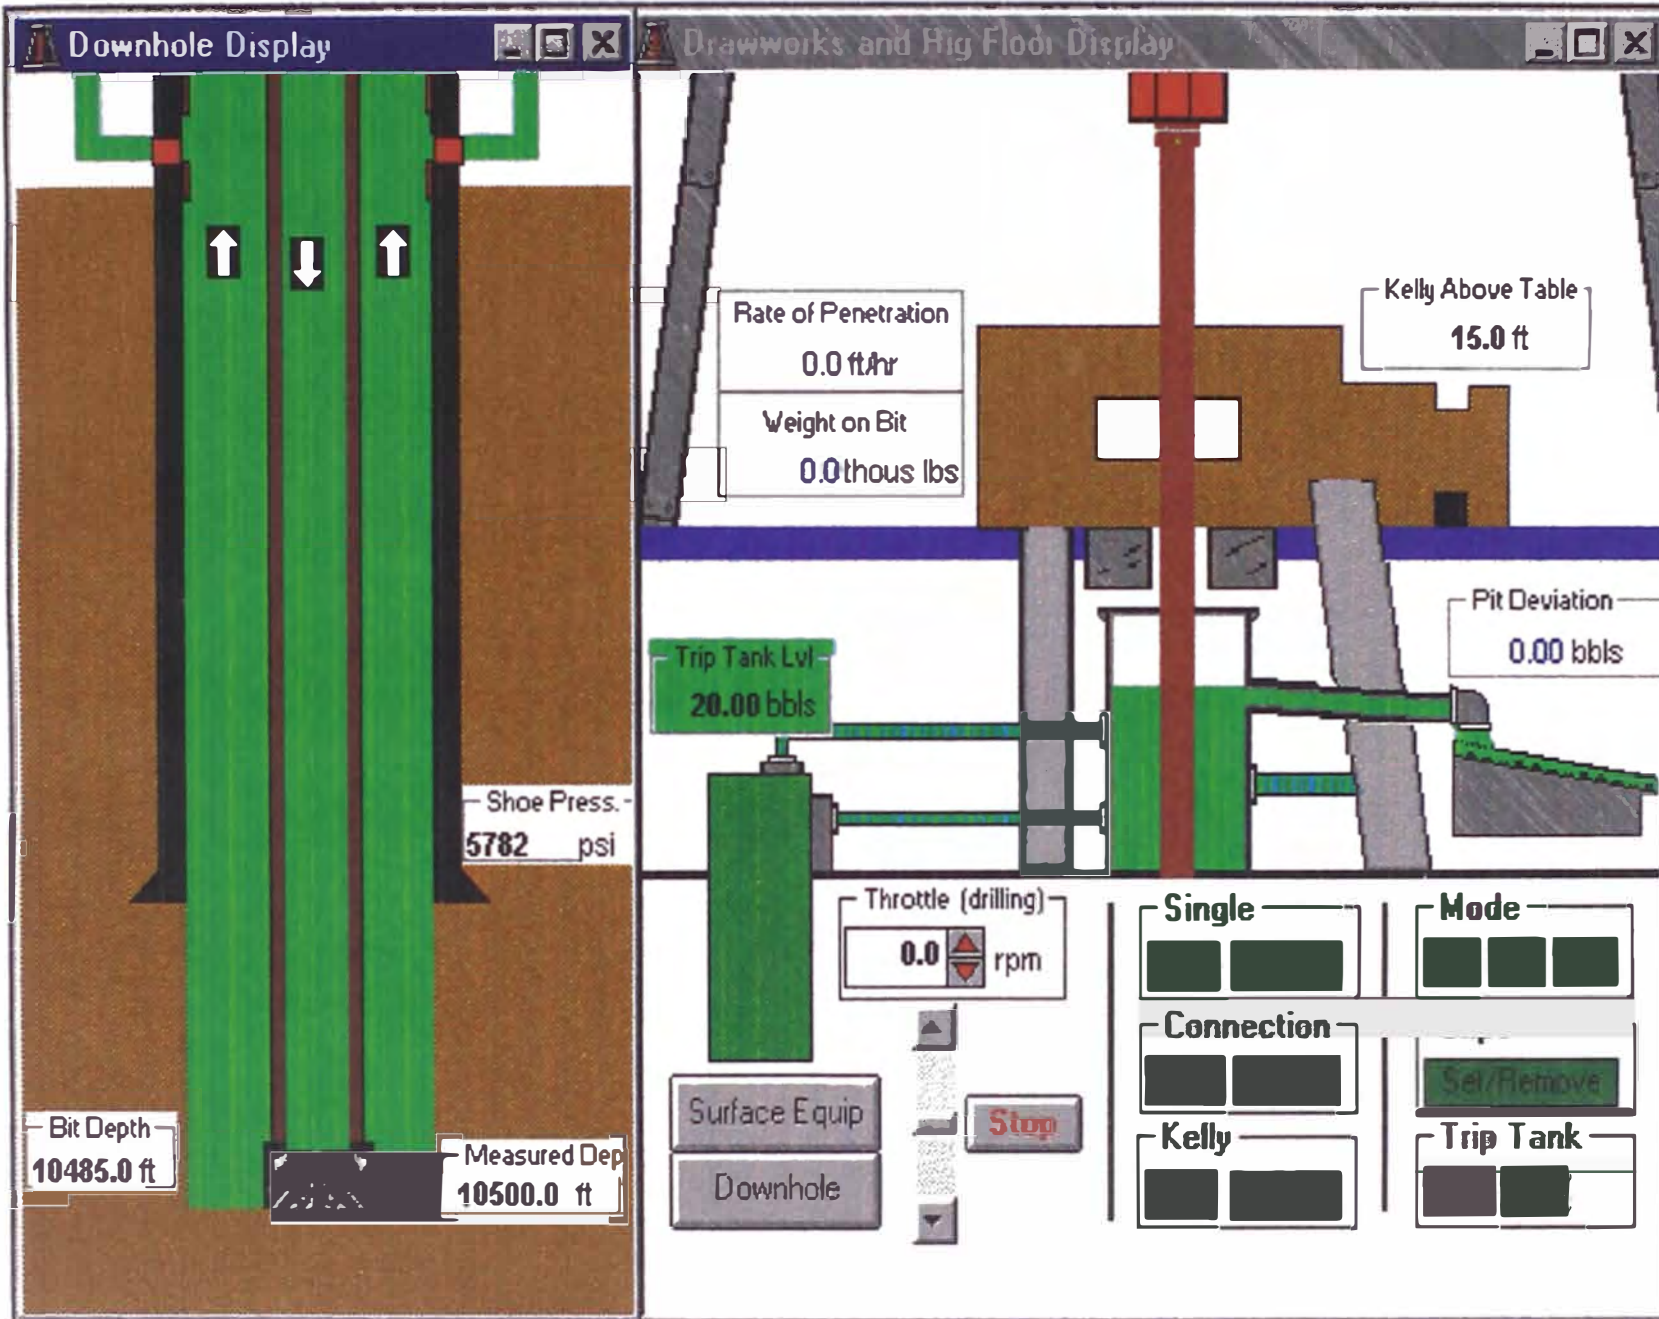 Downhole Display
Drawworks and Rig Floor Display
Rate of Penetration
0.0 ft/hr
Weight on Bit
0.0 thous lbs
Kelly Above Table
15.0 ft
Pit Deviation
0.00 bbls
Trip Tank Lvl
20.00 bbls
Shoe Press.
5782 psi
Bit Depth
10485.0 ft
Measured Dep
10500.0 ft
Throttle (drilling)
0.0 rpm
Surface Equip
Downhole
Stop
Single
Connection
Kelly
Mode
Set/Remove
Trip Tank